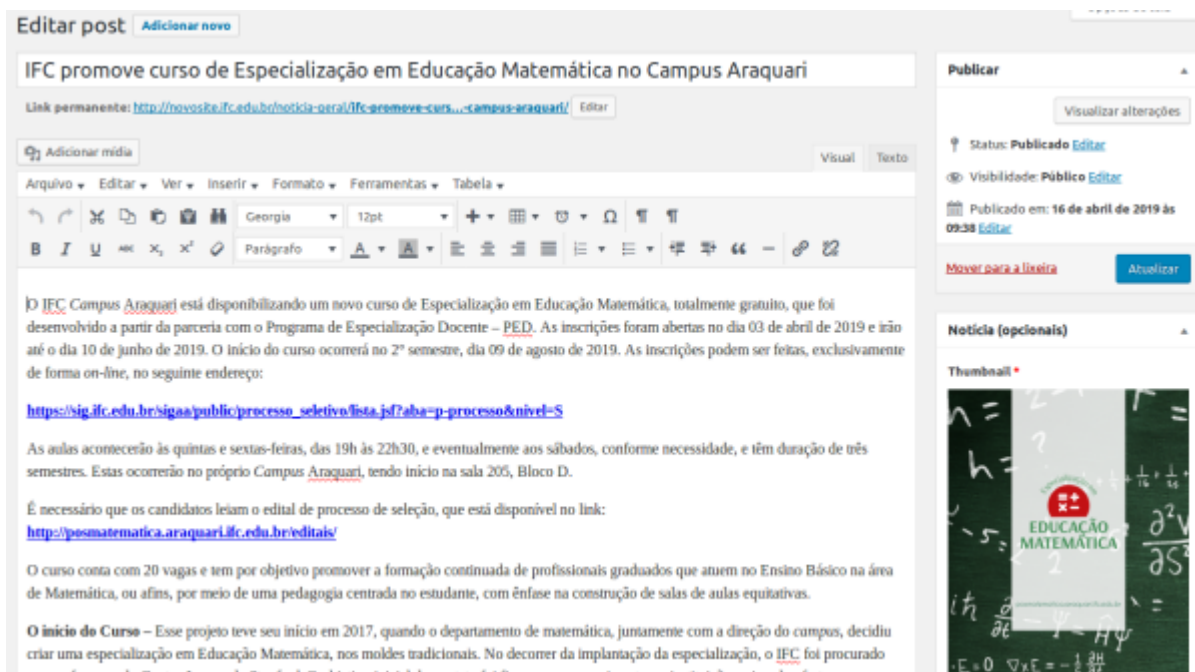 Editar post Adicionar novo
IFC promove curso de Especialização em Educação Matemática no Campus Araquari
Link permanente: http://novosite.ifc.edu.br/noticia-geral/ifc-promove-curs...-campus-araquari/ Editar
Adicionar mídia
Visual Texto
Arquivo Editar Ver Inserir Formato Ferramentas Tabela
Georgia 12pt
B I U ABC x₂ x² Parágrafo A A
O IFC Campus Araquari está disponibilizando um novo curso de Especialização em Educação Matemática, totalmente gratuito, que foi
desenvolvido a partir da parceria com o Programa de Especialização Docente – PED. As inscrições foram abertas no dia 03 de abril de 2019 e irão
até o dia 10 de junho de 2019. O início do curso ocorrerá no 2º semestre, dia 09 de agosto de 2019. As inscrições podem ser feitas, exclusivamente
de forma on-line, no seguinte endereço:
https://sig.ifc.edu.br/sigaa/public/processo_seletivo/lista.jsf?aba=p-processo&nivel=S
As aulas acontecerão às quintas e sextas-feiras, das 19h às 22h30, e eventualmente aos sábados, conforme necessidade, e têm duração de três
semestres. Estas ocorrerão no próprio Campus Araquari, tendo início na sala 205, Bloco D.
É necessário que os candidatos leiam o edital de processo de seleção, que está disponível no link:
http://posmatematica.araquari.ifc.edu.br/editais/
O curso conta com 20 vagas e tem por objetivo promover a formação continuada de profissionais graduados que atuem no Ensino Básico na área
de Matemática, ou afins, por meio de uma pedagogia centrada no estudante, com ênfase na construção de salas de aulas equitativas.
O início do Curso – Esse projeto teve seu início em 2017, quando o departamento de matemática, juntamente com a direção do campus, decidiu
criar uma especialização em Educação Matemática, nos moldes tradicionais. No decorrer da implantação da especialização, o IFC foi procurado
Publicar
Visualizar alterações
Status: Publicado Editar
Visibilidade: Público Editar
Publicado em: 16 de abril de 2019 às
09:38 Editar
Mover para a lixeira Atualizar
Notícia (opcionais)
Thumbnail *
Especialização em
EDUCAÇÃO
MATEMÁTICA